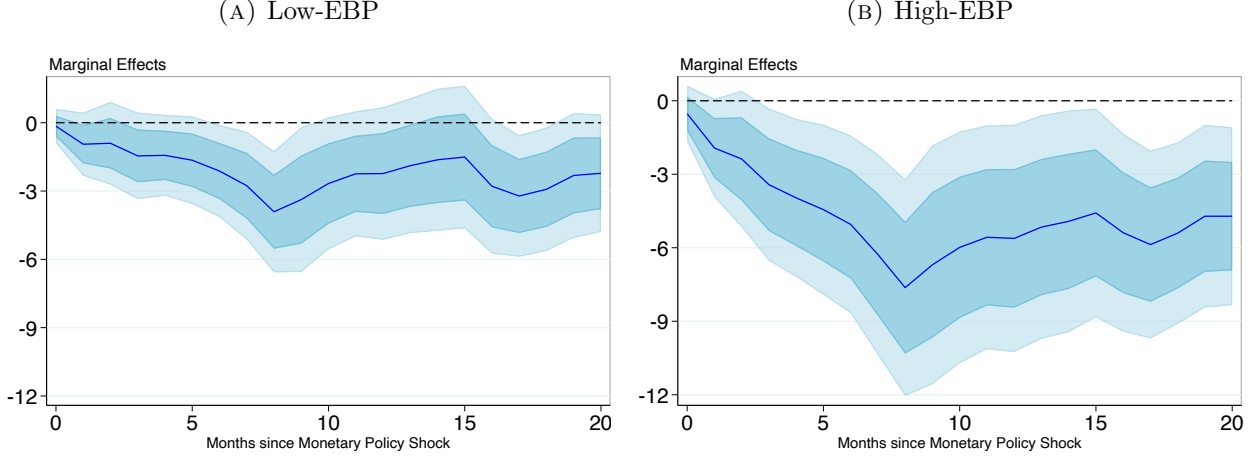 (A) Low-EBP
Marginal Effects
0
-3
-6
-9
-12
0 5 10 15 20
Months since Monetary Policy Shock
(B) High-EBP
Marginal Effects
0
-3
-6
-9
-12
0 5 10 15 20
Months since Monetary Policy Shock